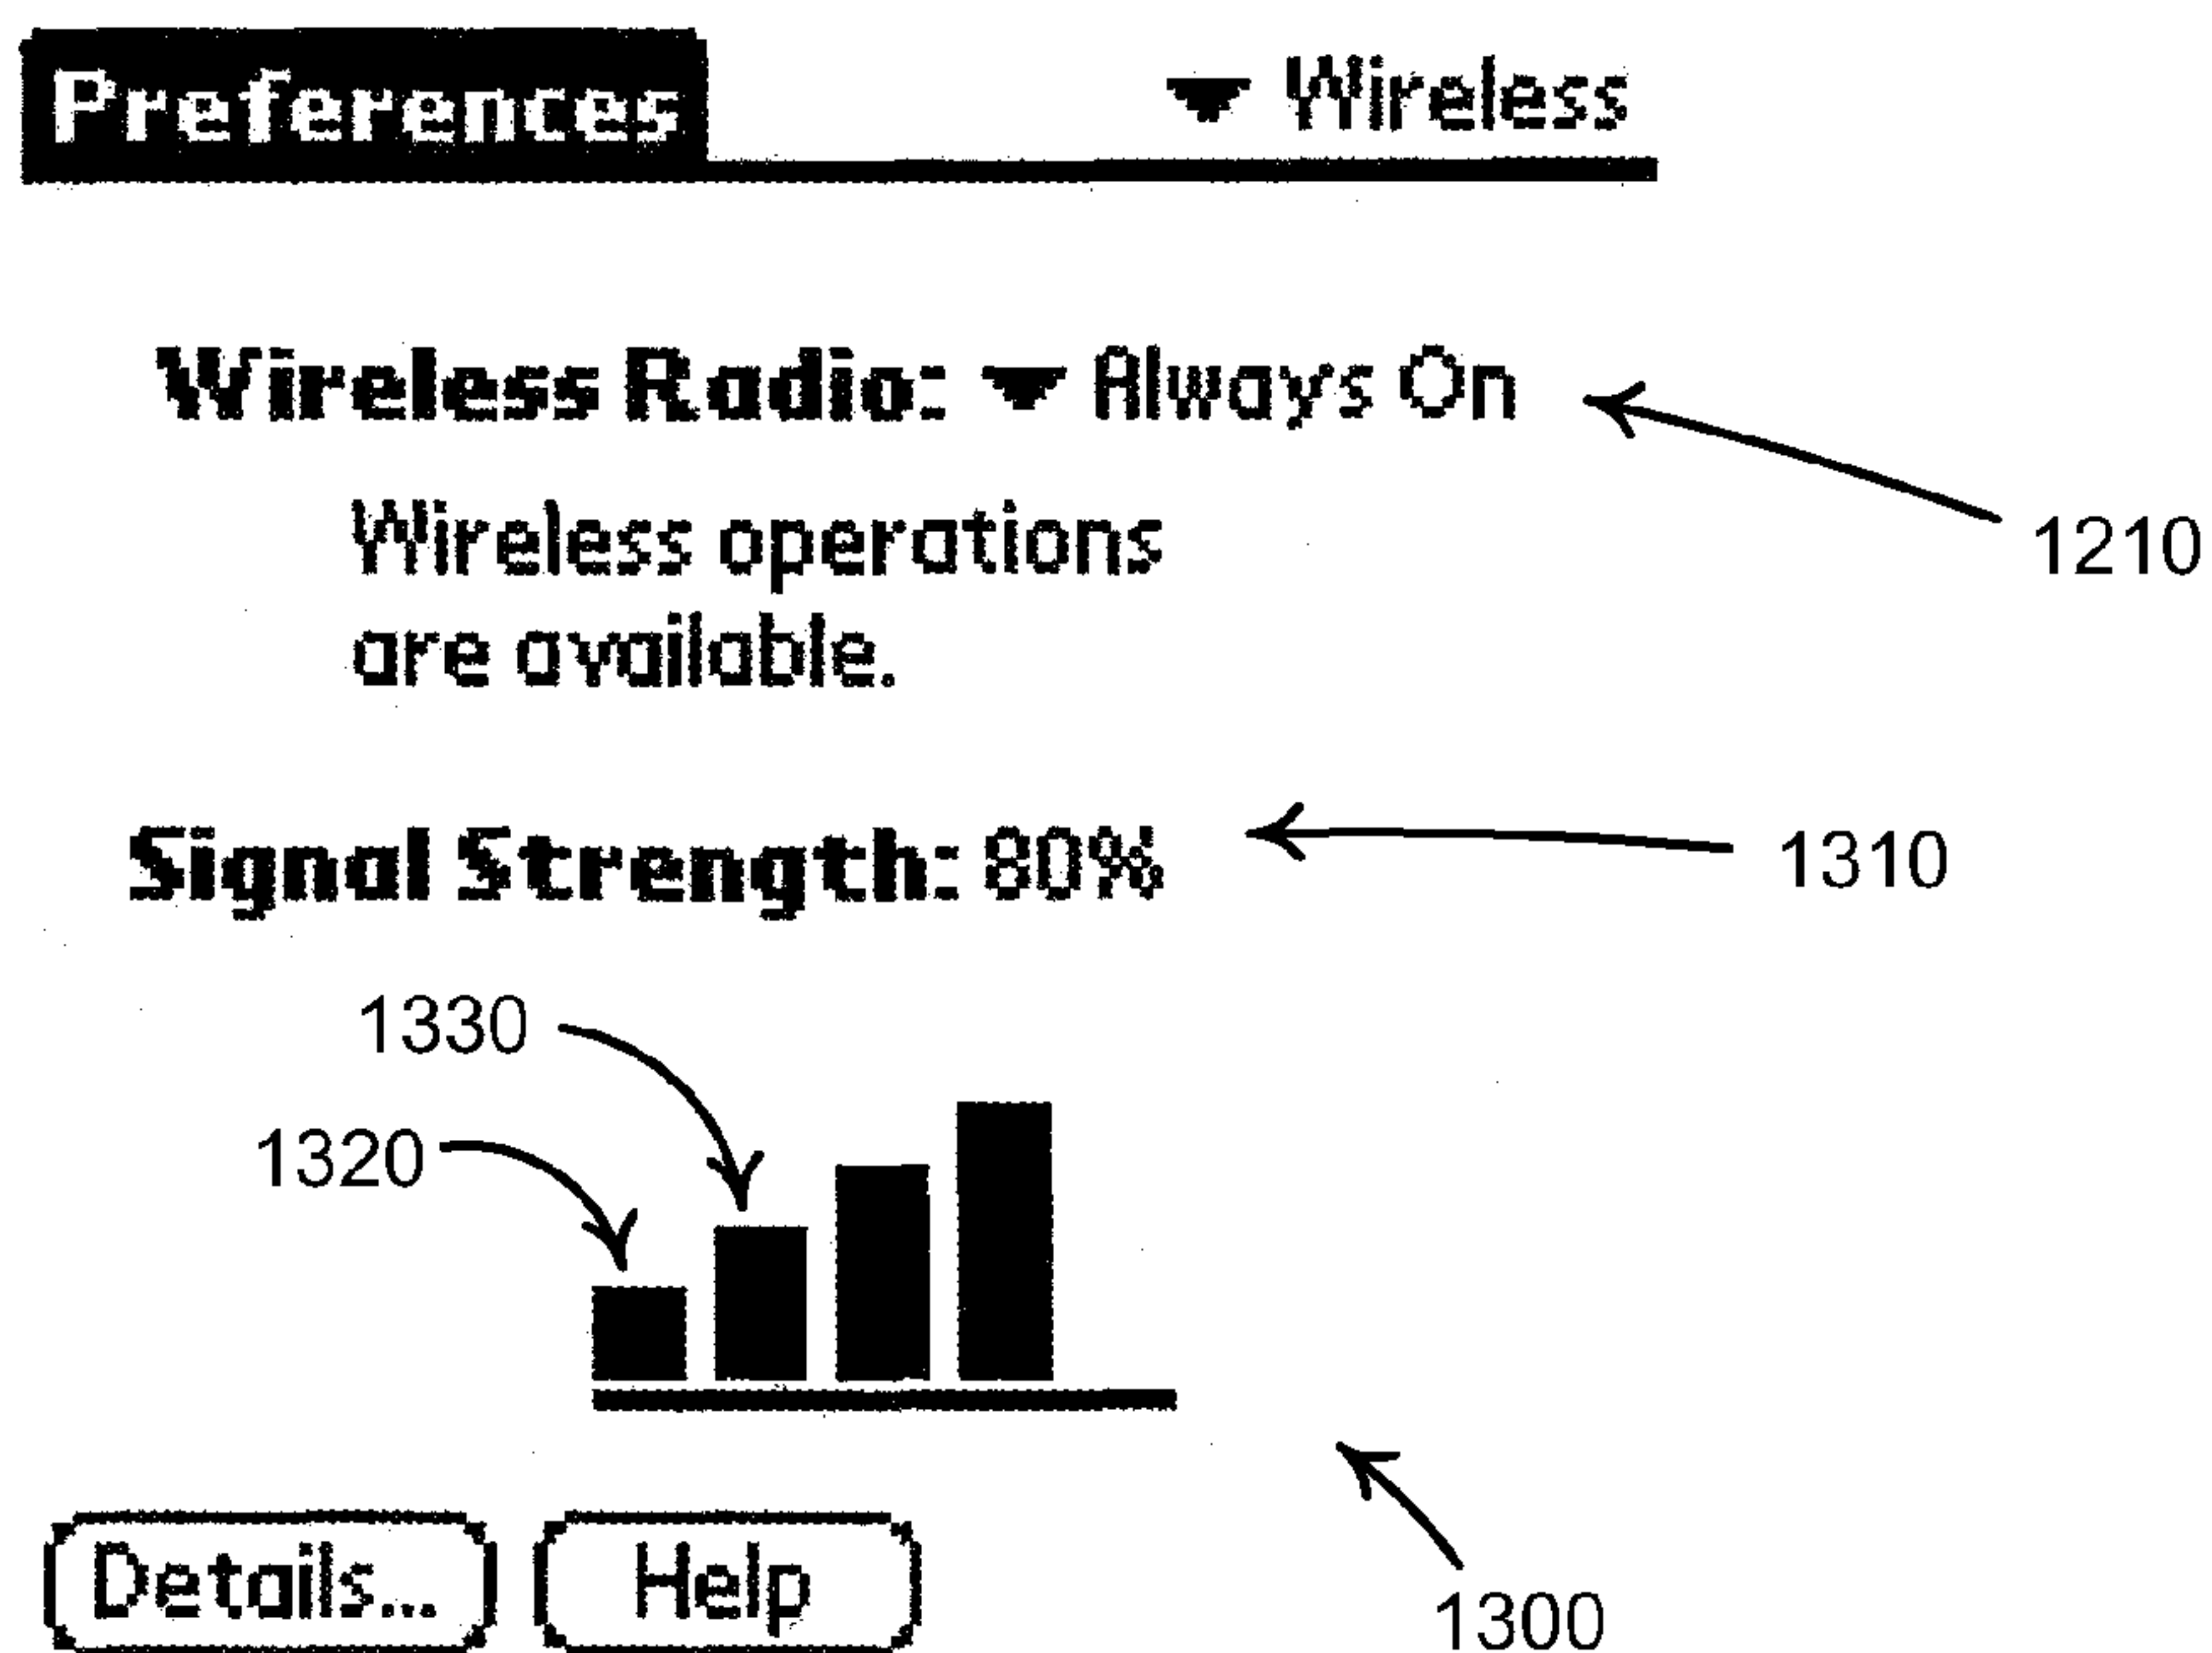 Preferences ▼ Wireless
Wireless Radio: ▼ Always On
1210
Wireless operations
are available.
Signal Strength: 80%
1310
1330
1320
Details... Help
1300